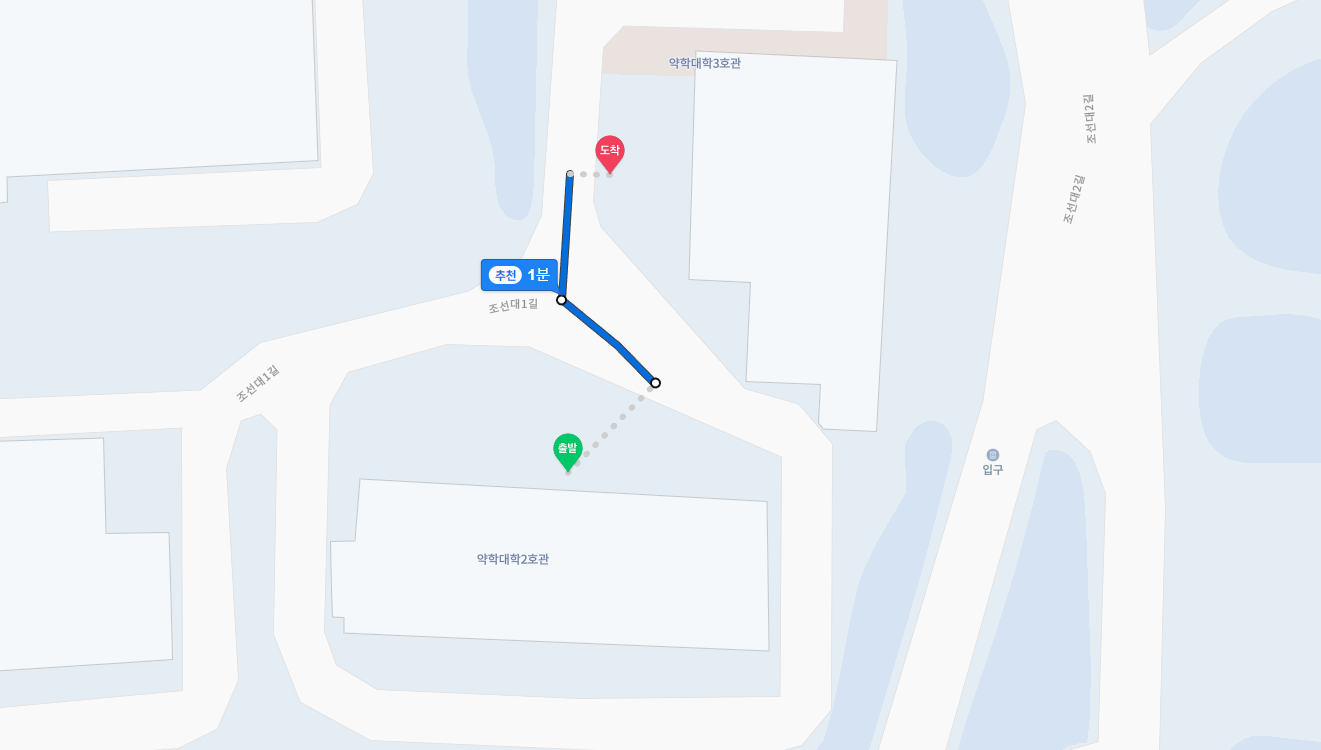 약학대학3호관
조선대2길
도착
조선대2길
추천 1분
조선대1길
조선대1길
출발
입구
약학대학2호관